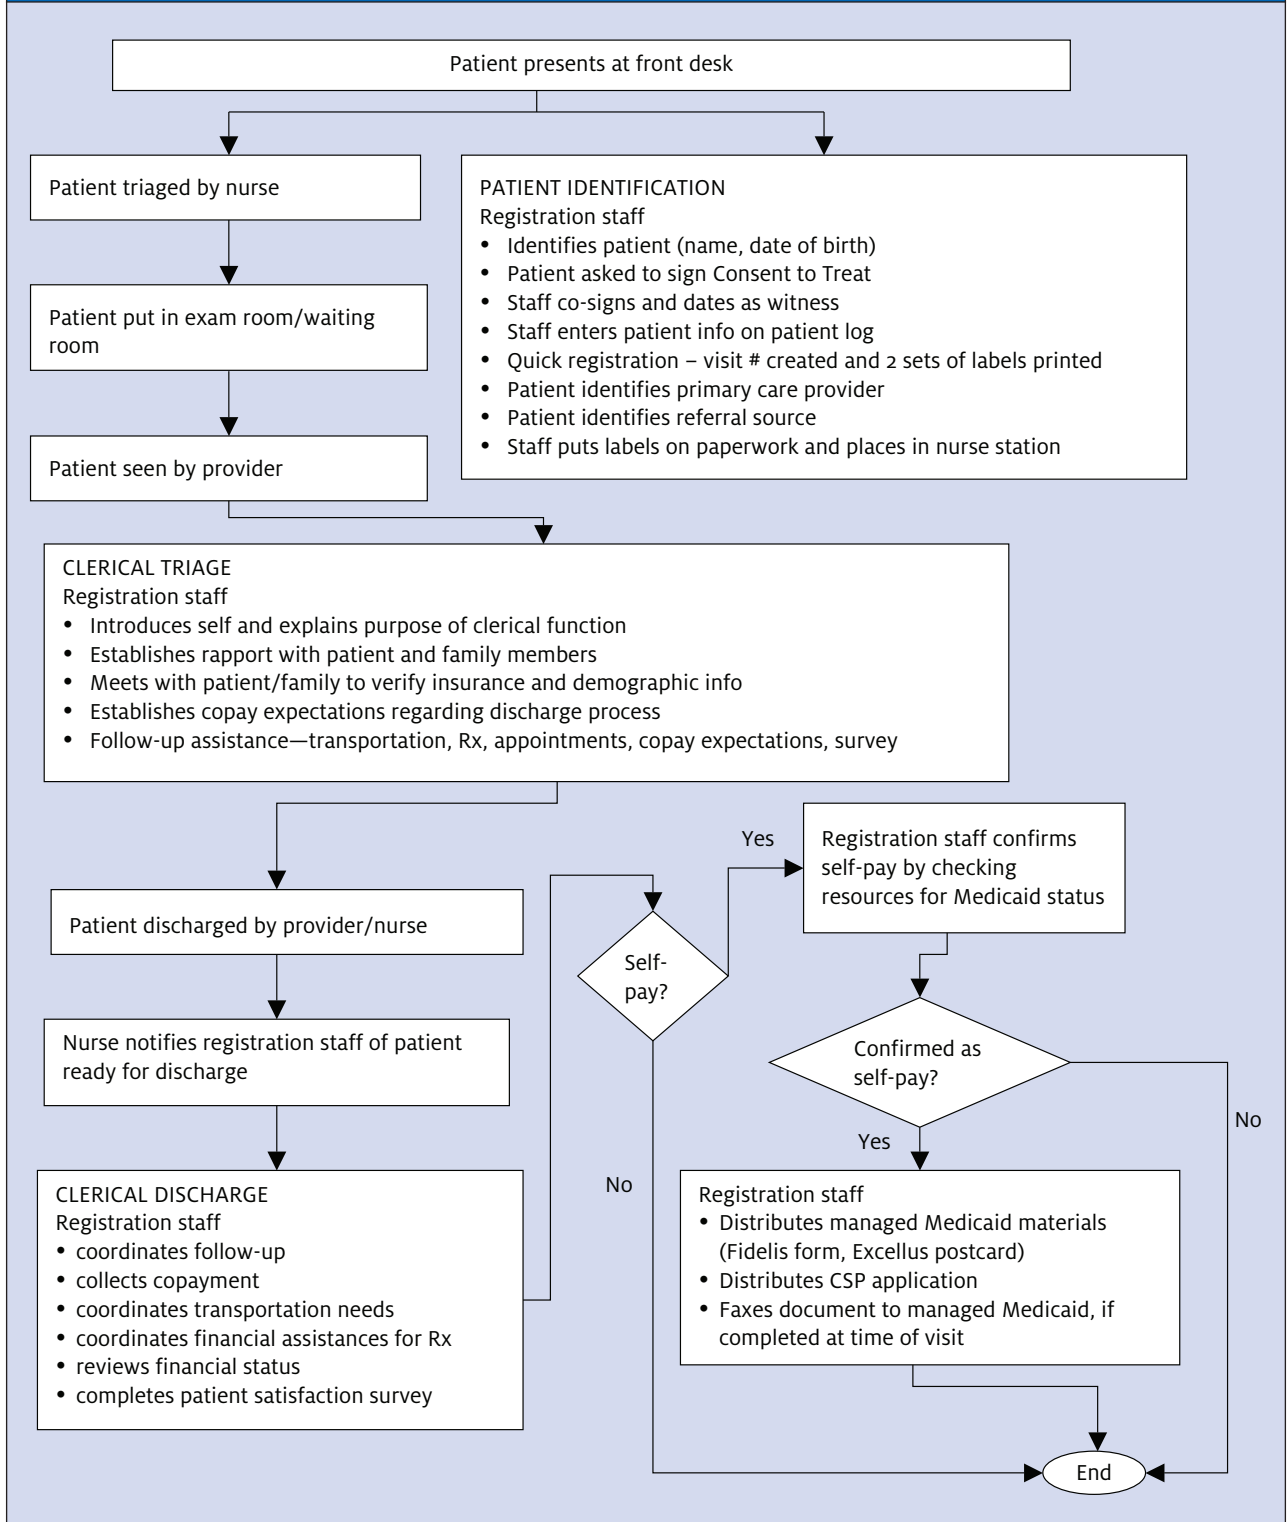 Patient presents at front desk
Patient triaged by nurse
PATIENT IDENTIFICATION
Registration staff
• Identifies patient (name, date of birth)
• Patient asked to sign Consent to Treat
• Staff co-signs and dates as witness
• Staff enters patient info on patient log
• Quick registration – visit # created and 2 sets of labels printed
• Patient identifies primary care provider
• Patient identifies referral source
• Staff puts labels on paperwork and places in nurse station
Patient put in exam room/waiting
room
Patient seen by provider
CLERICAL TRIAGE
Registration staff
• Introduces self and explains purpose of clerical function
• Establishes rapport with patient and family members
• Meets with patient/family to verify insurance and demographic info
• Establishes copay expectations regarding discharge process
• Follow-up assistance—transportation, Rx, appointments, copay expectations, survey
Patient discharged by provider/nurse
Nurse notifies registration staff of patient
ready for discharge
CLERICAL DISCHARGE
Registration staff
• coordinates follow-up
• collects copayment
• coordinates transportation needs
• coordinates financial assistances for Rx
• reviews financial status
• completes patient satisfaction survey
Self-
pay?
Yes
No
Registration staff confirms
self-pay by checking
resources for Medicaid status
Confirmed as
self-pay?
Yes
No
Registration staff
• Distributes managed Medicaid materials
(Fidelis form, Excellus postcard)
• Distributes CSP application
• Faxes document to managed Medicaid, if
completed at time of visit
End